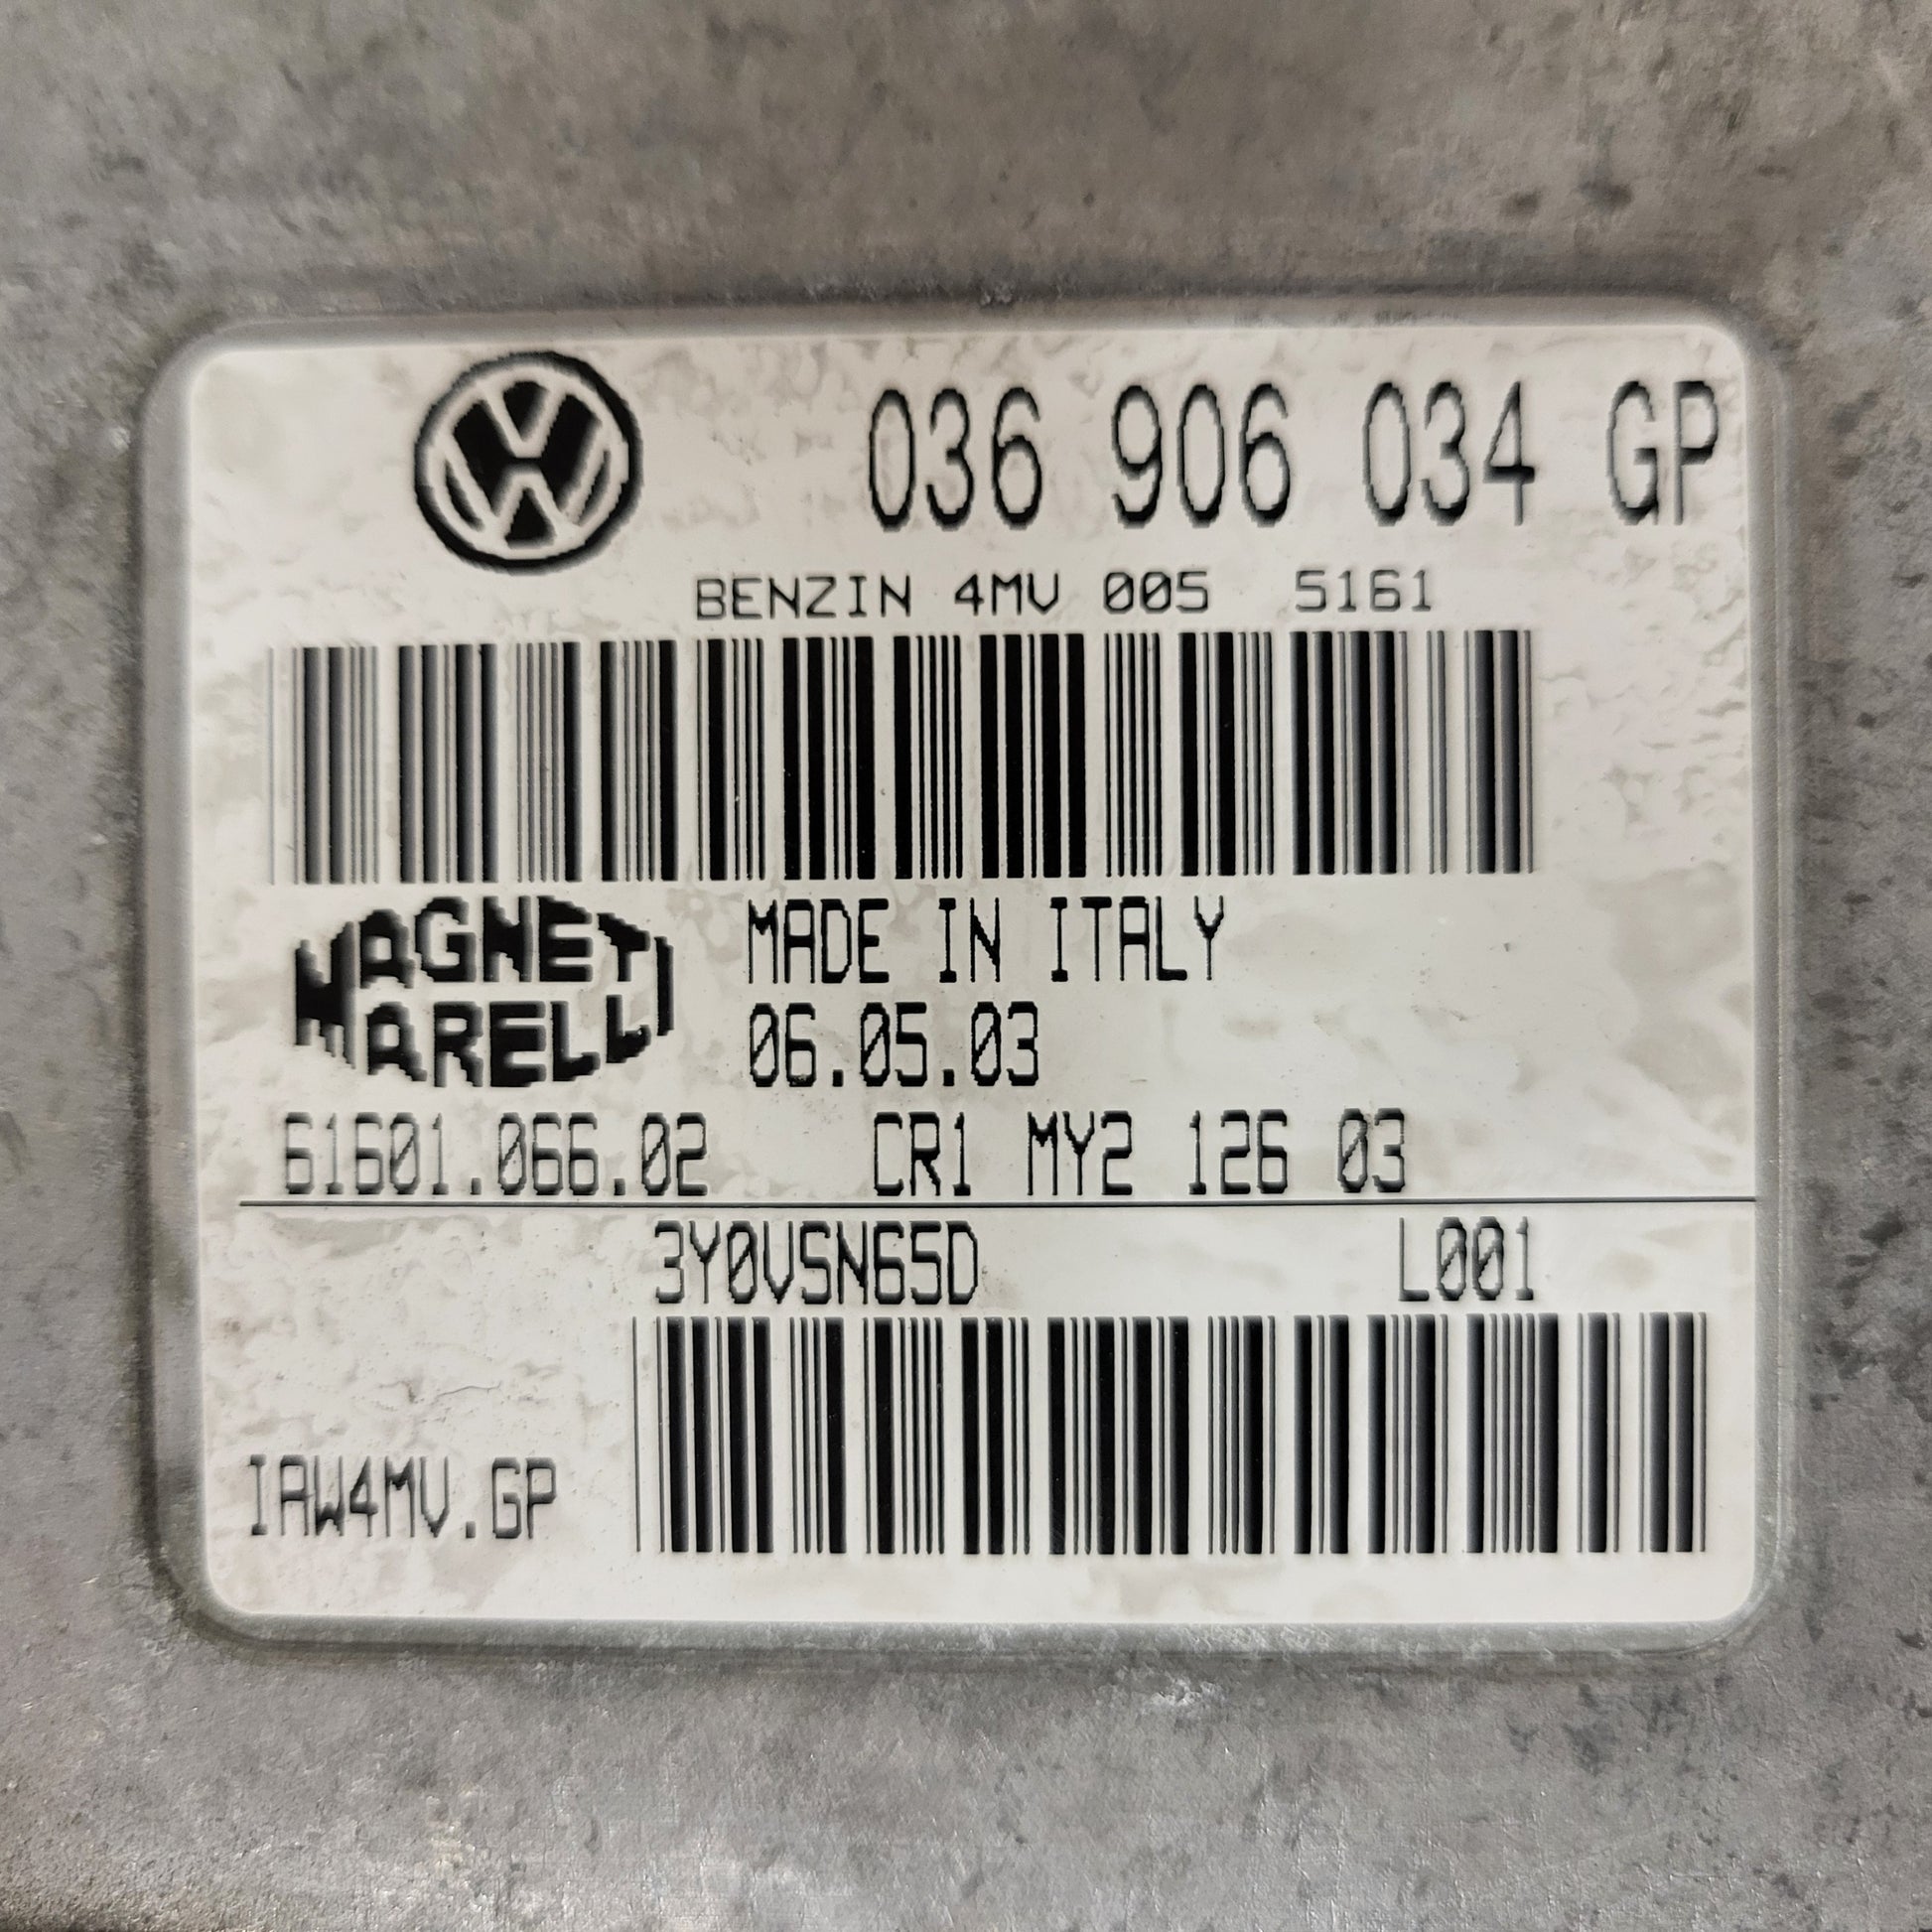 036 906 034 GP
BENZIN 4MV 005 5161
MAGNETI MARELLI
MADE IN ITALY
06.05.03
61601.066.02 CR1 MY2 126 03
3Y0VSN65D L001
IAW4MV.GP